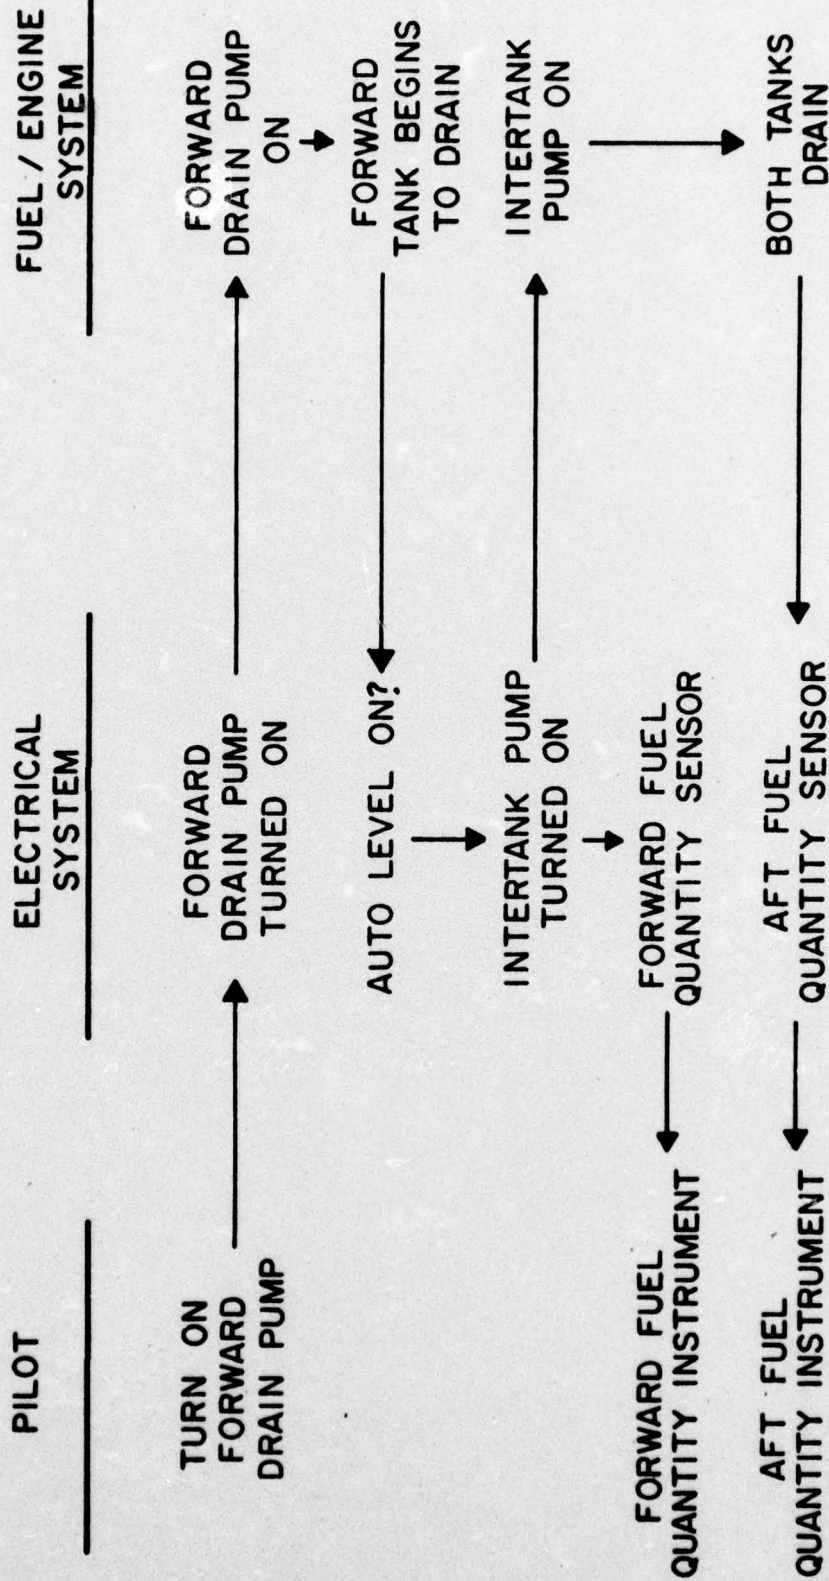 PILOT
ELECTRICAL
SYSTEM
FUEL / ENGINE
SYSTEM
TURN ON
FORWARD
DRAIN PUMP
FORWARD
DRAIN PUMP
TURNED ON
FORWARD
DRAIN PUMP
ON
AUTO LEVEL ON?
FORWARD
TANK BEGINS
TO DRAIN
INTERTANK PUMP
TURNED ON
INTERTANK
PUMP ON
FORWARD FUEL
QUANTITY INSTRUMENT
FORWARD FUEL
QUANTITY SENSOR
AFT FUEL
QUANTITY INSTRUMENT
AFT FUEL
QUANTITY SENSOR
BOTH TANKS
DRAIN